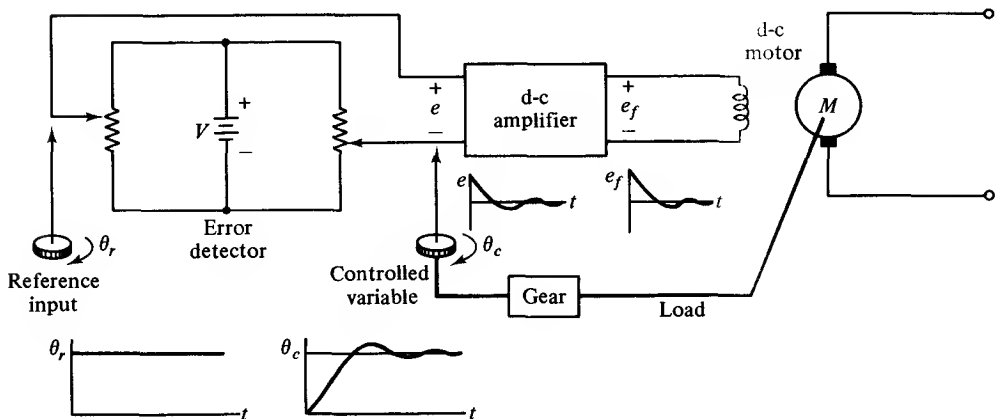 d-c
motor
+
e
−
d-c
amplifier
+
e_f
−
M
V
+
−
e
t
e_f
t
θ_r
Error
detector
θ_c
Reference
input
Controlled
variable
Gear
Load
θ_r
t
θ_c
t